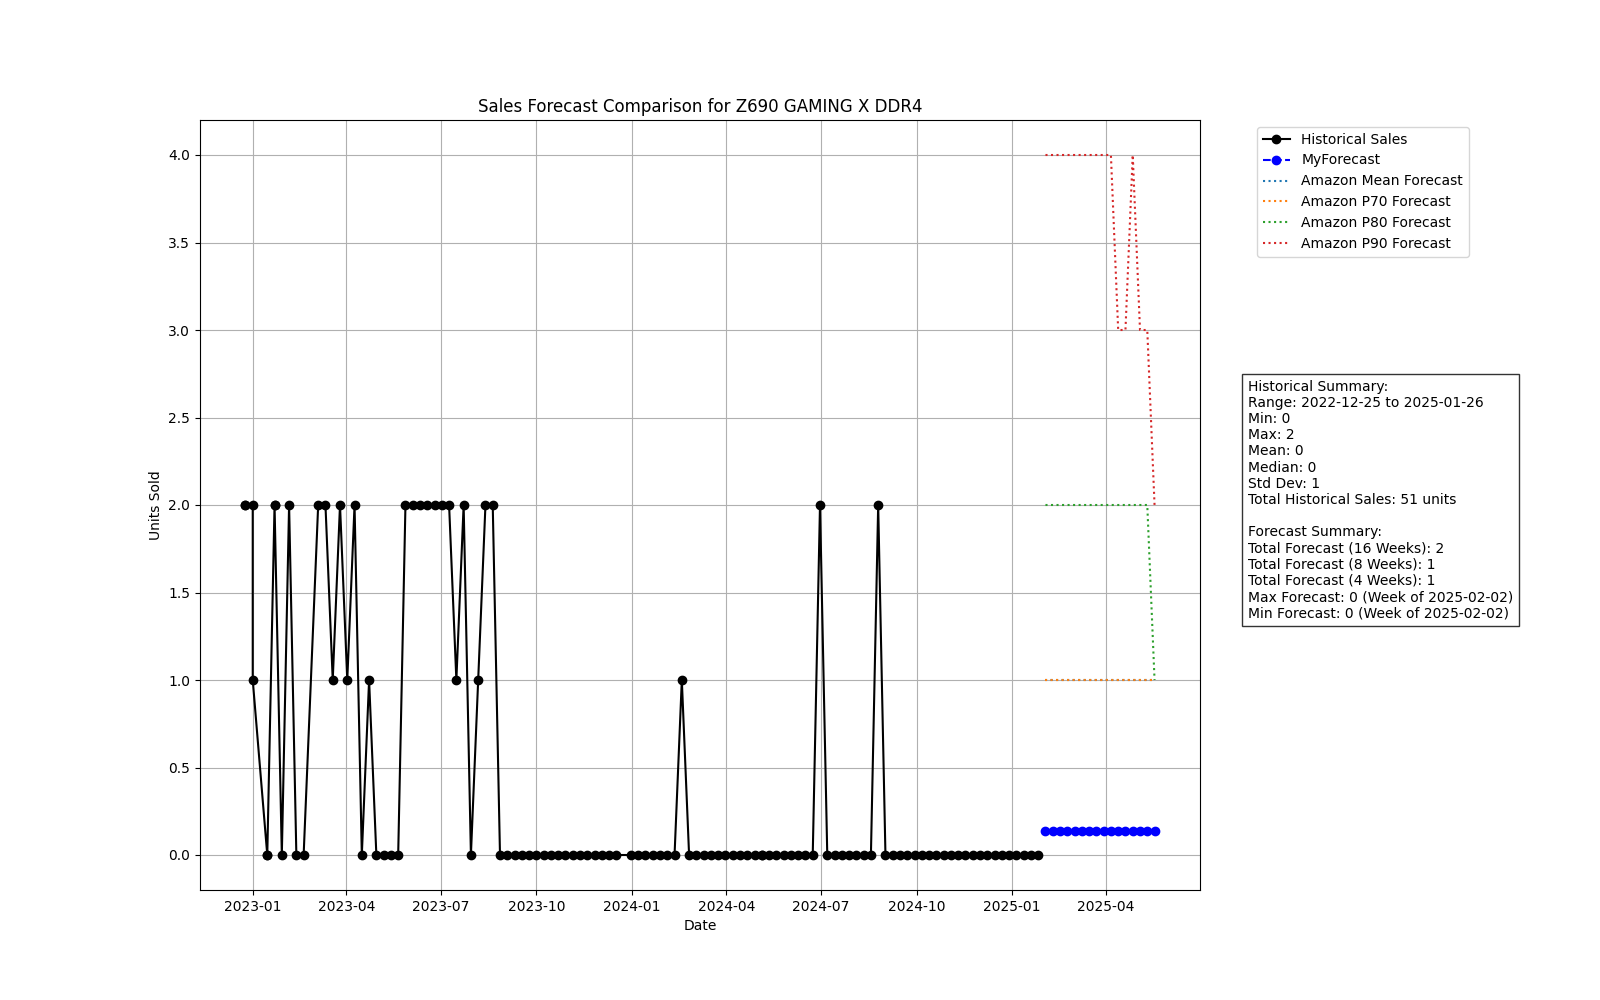 Sales Forecast Comparison for Z690 GAMING X DDR4
Historical Sales
MyForecast
Amazon Mean Forecast
Amazon P70 Forecast
Amazon P80 Forecast
Amazon P90 Forecast
4.0
3.5
3.0
2.5
2.0
1.5
1.0
0.5
0.0
Units Sold
Historical Summary:
Range: 2022-12-25 to 2025-01-26
Min: 0
Max: 2
Mean: 0
Median: 0
Std Dev: 1
Total Historical Sales: 51 units
Forecast Summary:
Total Forecast (16 Weeks): 2
Total Forecast (8 Weeks): 1
Total Forecast (4 Weeks): 1
Max Forecast: 0 (Week of 2025-02-02)
Min Forecast: 0 (Week of 2025-02-02)
2023-01 2023-04 2023-07 2023-10 2024-01 2024-04 2024-07 2024-10 2025-01 2025-04
Date